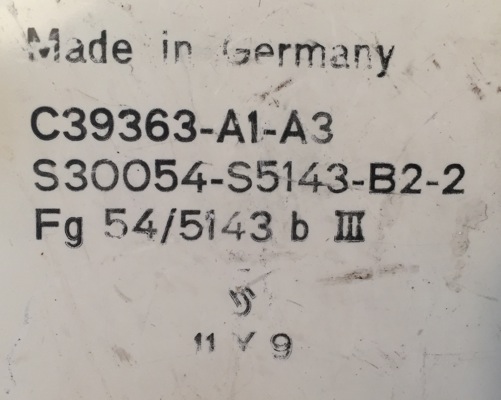 Made in Germany
C39363-A1-A3
S30054-S5143-B2-2
Fg 54/5143 b III
11 Y 9